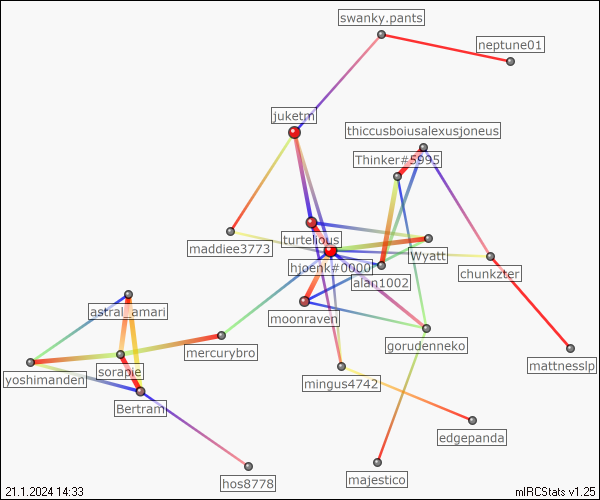 swanky.pants
neptune01
juketm
thiccusboiusalexusjoneus
Thinker#5995
turtelious
maddiee3773
Wyatt
hjoenk#0000
chunkzter
alan1002
astral_amari
moonraven
gorudenneko
mercurybro
mattnesslp
sorapie
yoshimanden
mingus4742
Bertram
edgepanda
majestico
hos8778
21.1.2024 14:33
mIRCStats v1.25